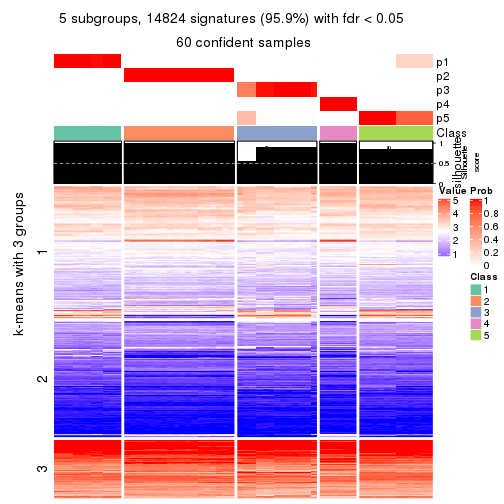 5 subgroups, 14824 signatures (95.9%) with fdr < 0.05
60 confident samples
p1
p2
p3
p4
p5
Class
1
0.5
0
silhouette
Silhouette
score
k-means with 3 groups
1
2
3
Value
5
4
3
2
1
Prob
1
0.8
0.6
0.4
0.2
0
Class
1
2
3
4
5